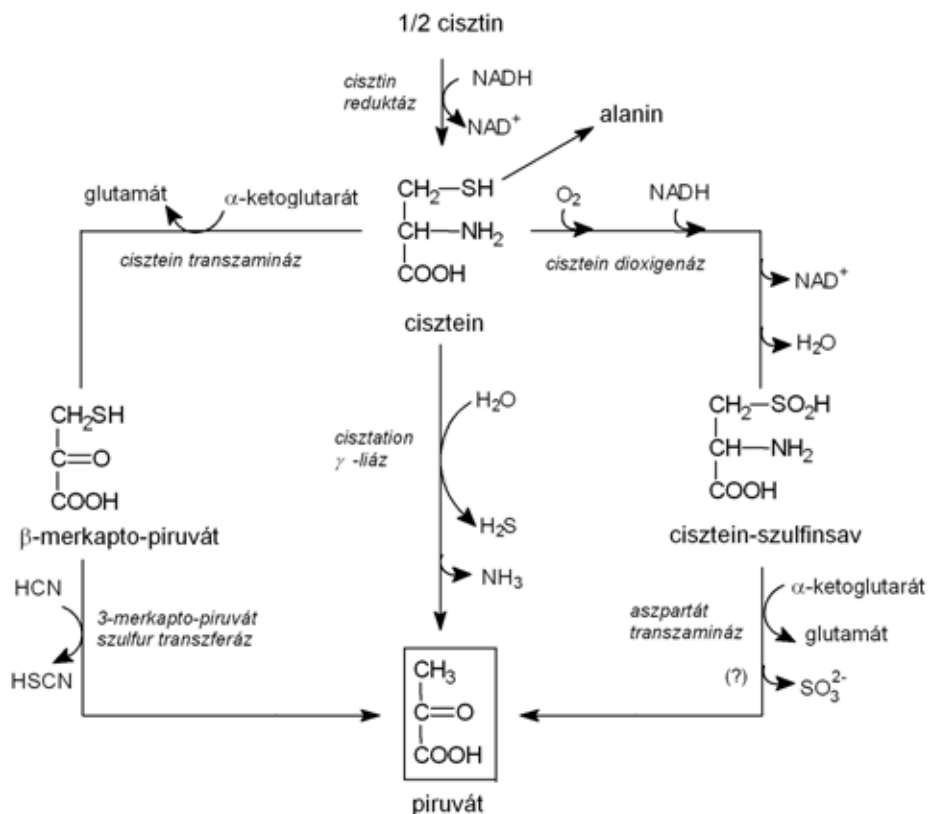 1/2 cisztin
cisztin
reduktáz
NADH
NAD+
alanin
glutamát
α-ketoglutarát
CH2—SH
CH—NH2
COOH
O2
NADH
cisztein transzamináz
cisztein dioxigenáz
NAD+
cisztein
H2O
CH2SH
C=O
COOH
β-merkapto-piruvát
H2O
cisztation
γ -liáz
H2S
NH3
CH2—SO2H
CH—NH2
COOH
cisztein-szulfinsav
HCN
3-merkapto-piruvát
szulfur transzferáz
HSCN
α-ketoglutarát
aszpartát
transzamináz
glutamát
(?)
SO3 2-
CH3
C=O
COOH
piruvát